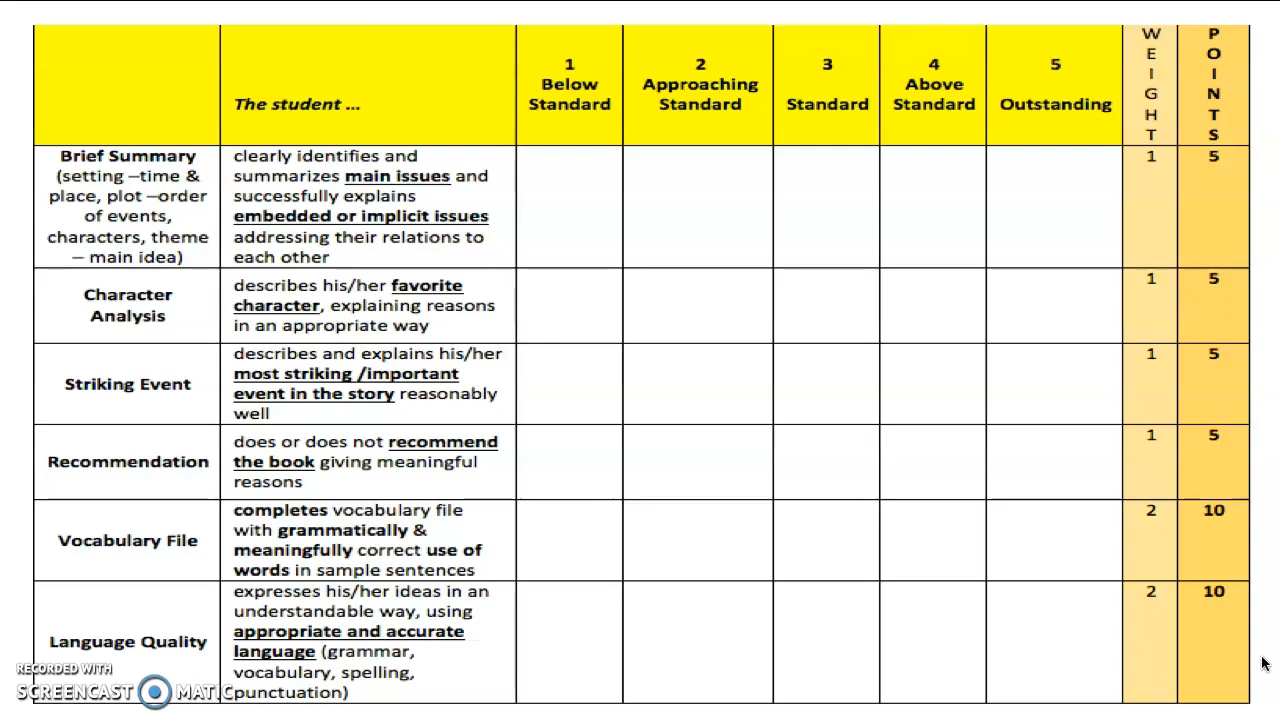 The student ...
1
Below
Standard
2
Approaching
Standard
3
Standard
4
Above
Standard
5
Outstanding
W
E
I
G
H
T
P
O
I
N
T
S
Brief Summary
(setting –time &
place, plot –order
of events,
characters, theme
– main idea)
clearly identifies and
summarizes main issues and
successfully explains
embedded or implicit issues
addressing their relations to
each other
1
5
Character
Analysis
describes his/her favorite
character, explaining reasons
in an appropriate way
1
5
Striking Event
describes and explains his/her
most striking /important
event in the story reasonably
well
1
5
Recommendation
does or does not recommend
the book giving meaningful
reasons
1
5
Vocabulary File
completes vocabulary file
with grammatically &
meaningfully correct use of
words in sample sentences
2
10
Language Quality
expresses his/her ideas in an
understandable way, using
appropriate and accurate
language (grammar,
vocabulary, spelling,
punctuation)
2
10
RECORDED WITH
SCREENCAST MATIC